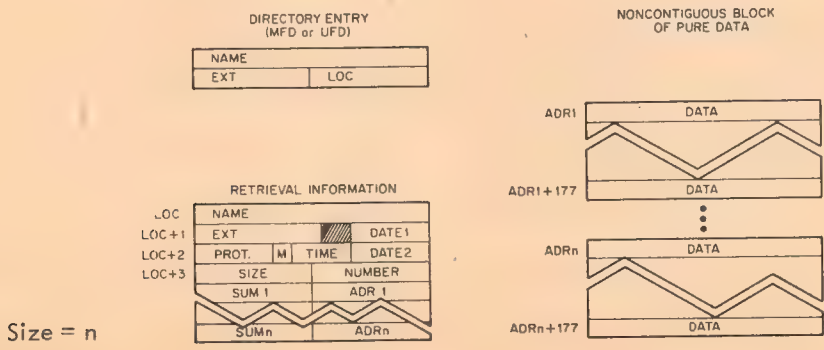 DIRECTORY ENTRY
(MFD or UFD)
NAME
EXT LOC
RETRIEVAL INFORMATION
LOC NAME
LOC+1 EXT DATE1
LOC+2 PROT. M TIME DATE2
LOC+3 SIZE NUMBER
SUM 1 ADR 1
SUMn ADRn
Size = n
NONCONTIGUOUS BLOCK
OF PURE DATA
ADR1 DATA
ADR1+177 DATA
ADRn DATA
ADRn+177 DATA